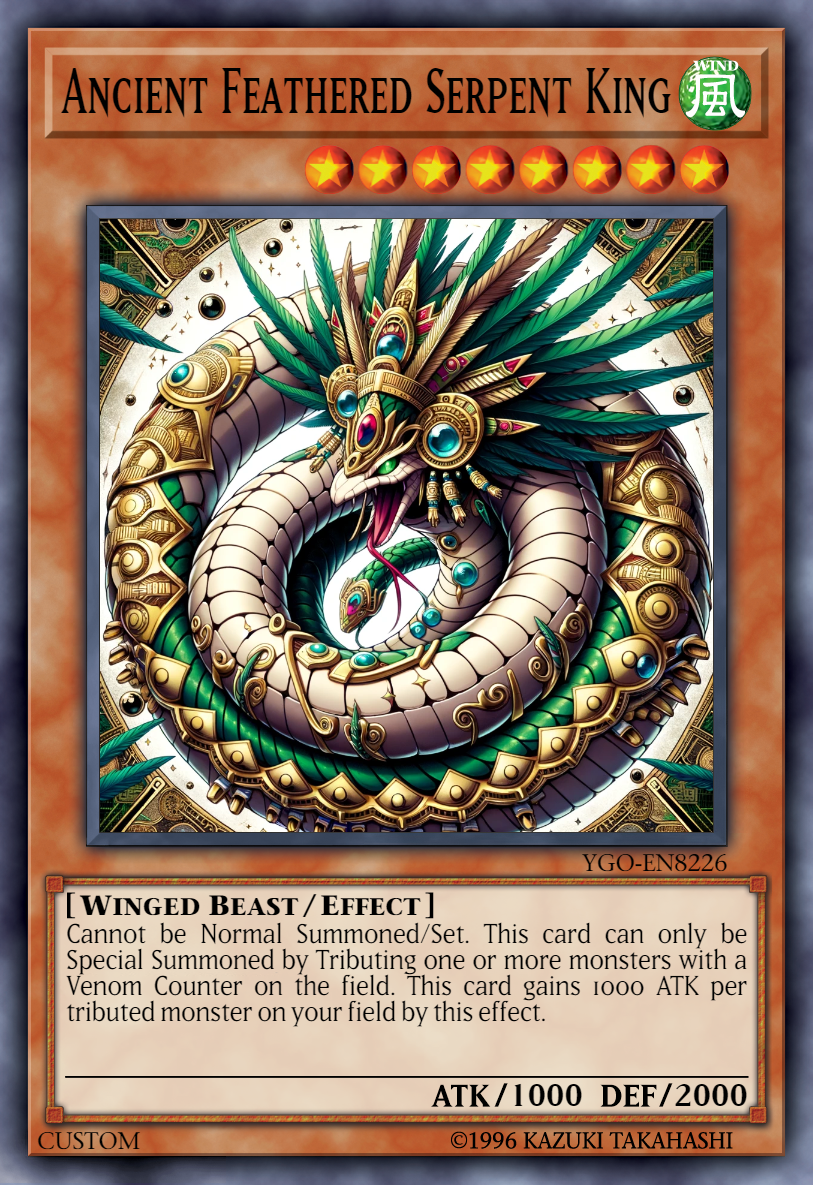 Ancient Feathered Serpent King
WIND
風
YGO-EN8226
[Winged Beast/Effect]
Cannot be Normal Summoned/Set. This card can only be
Special Summoned by Tributing one or more monsters with a
Venom Counter on the field. This card gains 1000 ATK per
tributed monster on your field by this effect.
ATK/1000 DEF/2000
CUSTOM ©1996 KAZUKI TAKAHASHI